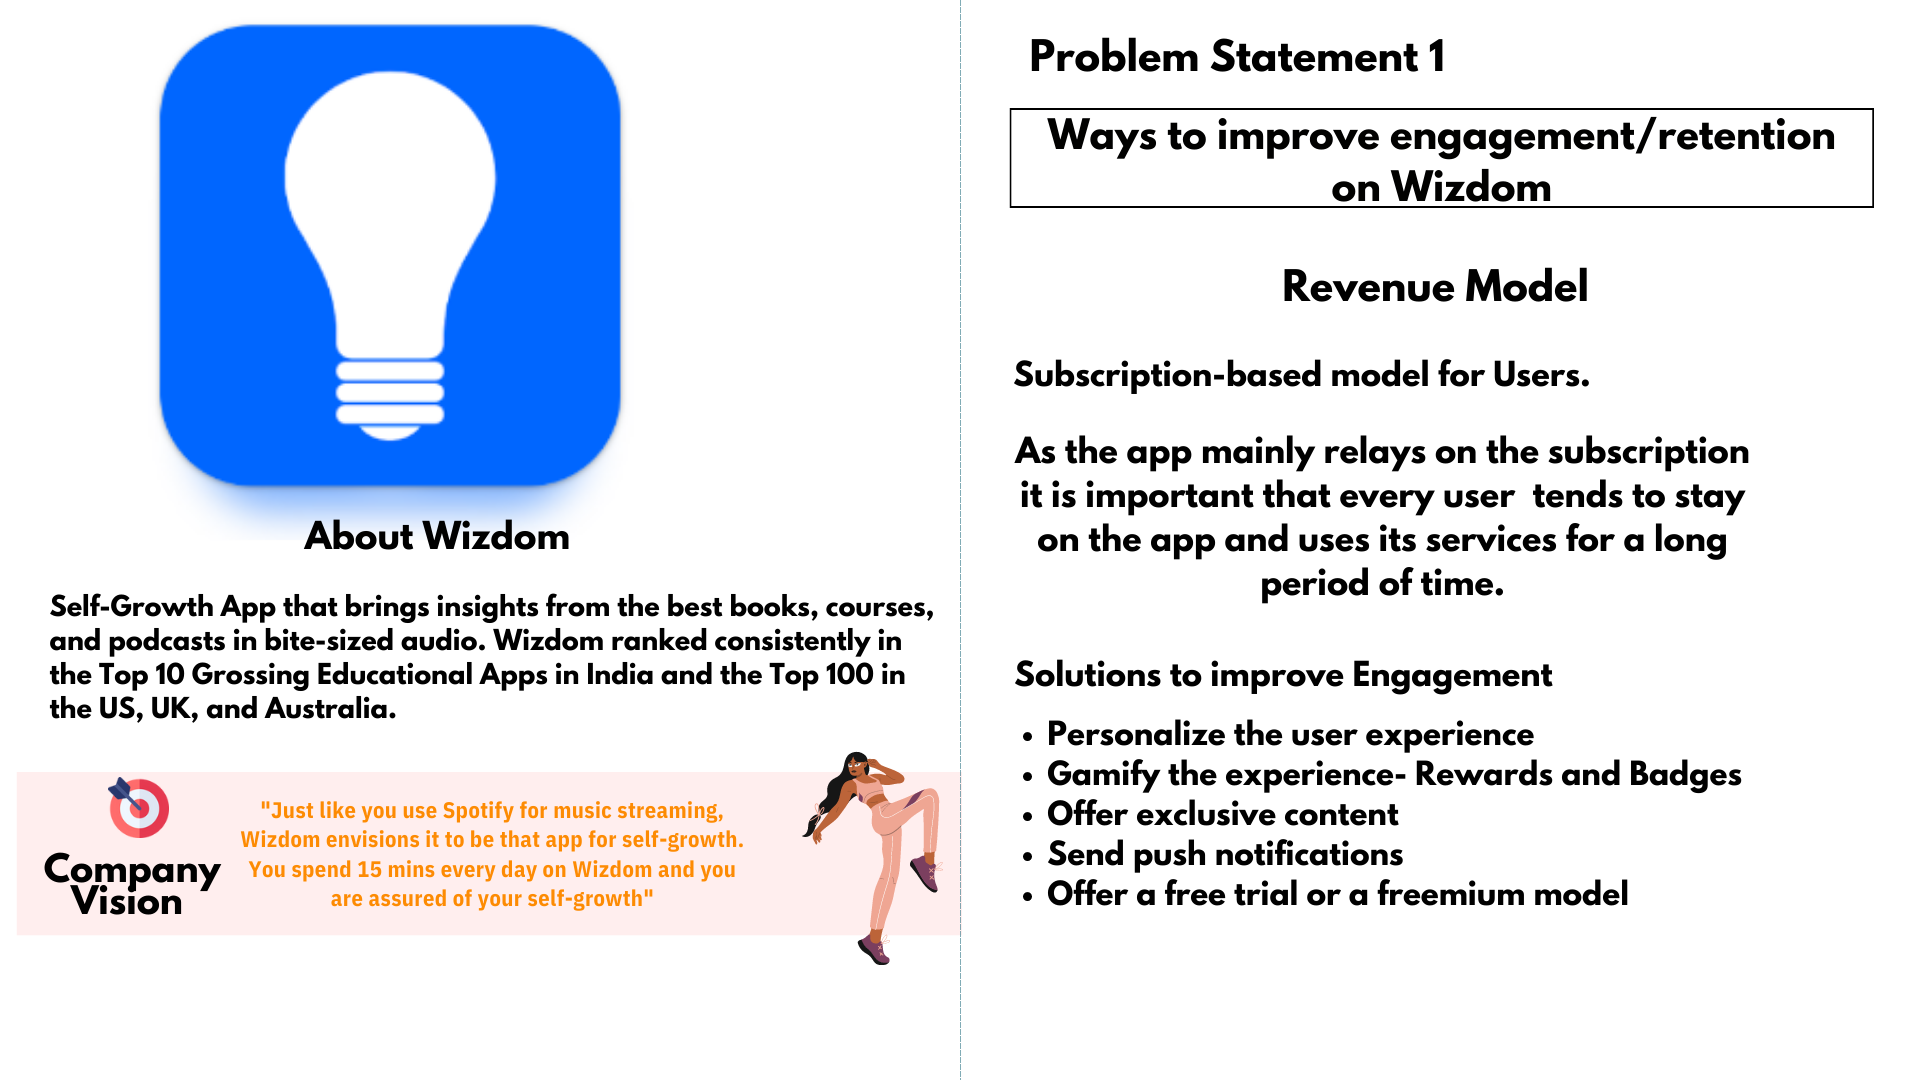 About Wizdom
Self-Growth App that brings insights from the best books, courses,
and podcasts in bite-sized audio. Wizdom ranked consistently in
the Top 10 Grossing Educational Apps in India and the Top 100 in
the US, UK, and Australia.
Company
Vision
"Just like you use Spotify for music streaming,
Wizdom envisions it to be that app for self-growth.
You spend 15 mins every day on Wizdom and you
are assured of your self-growth"
Problem Statement 1
Ways to improve engagement/retention
on Wizdom
Revenue Model
Subscription-based model for Users.
As the app mainly relays on the subscription
it is important that every user  tends to stay
on the app and uses its services for a long
period of time.
Solutions to improve Engagement
• Personalize the user experience
• Gamify the experience- Rewards and Badges
• Offer exclusive content
• Send push notifications
• Offer a free trial or a freemium model